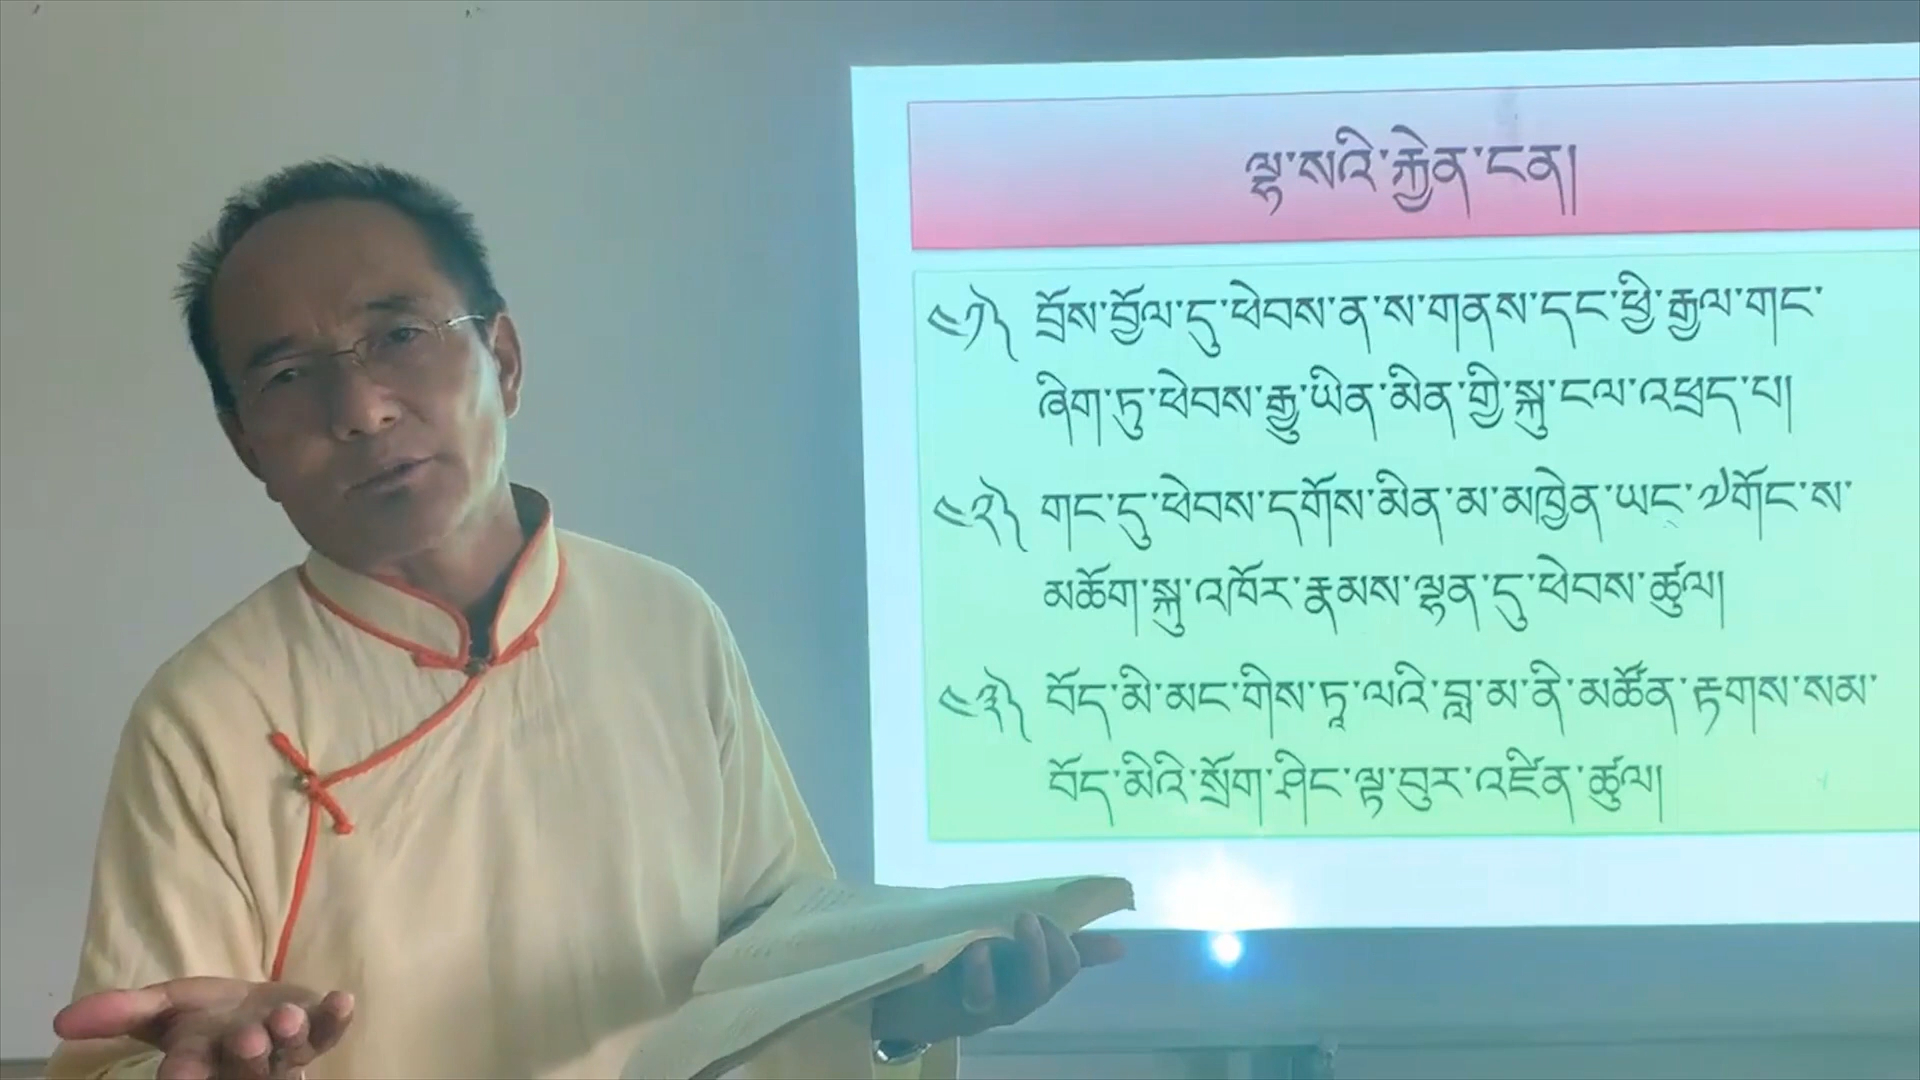 ལྷ་སའི་རྐྱེན་ངན།
༼༡༽ བྲོས་བྱོལ་དུ་ཕེབས་ན་ས་གནས་དང་ཕྱི་རྒྱལ་གང་
ཞིག་ཏུ་ཕེབས་རྒྱུ་ཡིན་མིན་གྱི་སྐུ་ངལ་འཕྲད་པ།
༼༢༽ གང་དུ་ཕེབས་དགོས་མིན་མ་མཁྱེན་ཡང་་༧གོང་ས་
མཆོག་སྐུ་འཁོར་རྣམས་ལྷན་དུ་ཕེབས་ཚུལ།
༼༣༽ བོད་མི་མང་གིས་ཏཱ་ལའི་བླ་མ་ནི་མཚོན་རྟགས་སམ་
བོད་མིའི་སྲོག་ཤིང་ལྟ་བུར་འཛིན་ཚུལ།